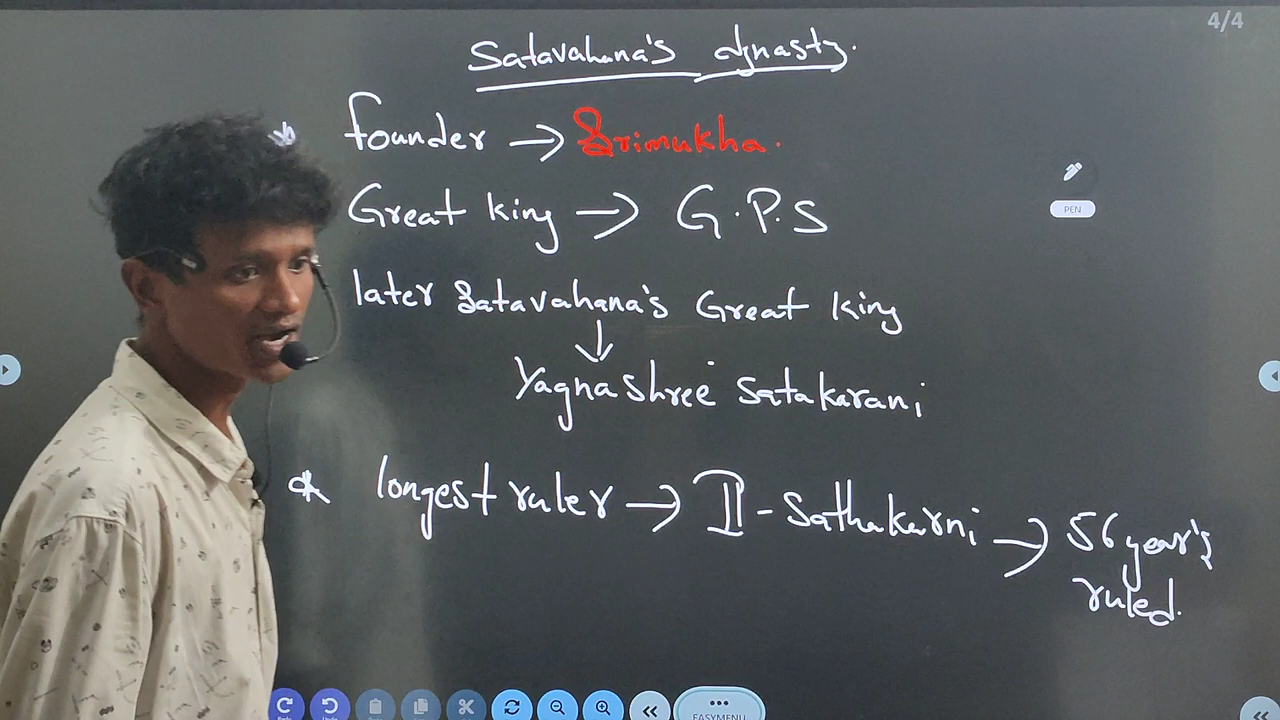 4/4
Satavahana's dynasty.
* founder → Srimukha.
Great king → G.P.S
PEN
later Satavahana's Great king
↓
Yagnashree Satakarani
* longest ruler → II - Sathakarni → 56 year's
ruled.
EASYMENU